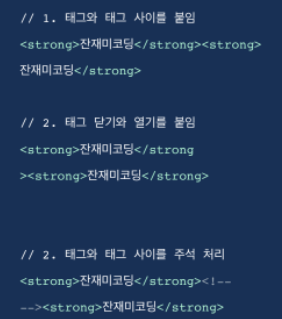 // 1. 태그와 태그 사이를 붙임
<strong>잔재미코딩</strong><strong>
잔재미코딩</strong>
// 2. 태그 닫기와 열기를 붙임
<strong>잔재미코딩</strong
><strong>잔재미코딩</strong>
// 2. 태그와 태그 사이를 주석 처리
<strong>잔재미코딩</strong><!--
--><strong>잔재미코딩</strong>